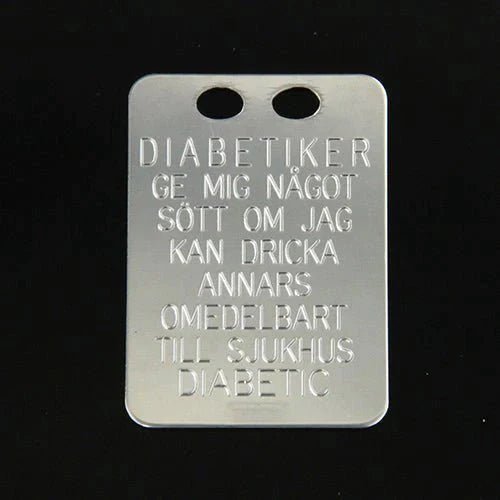 DIABETIKER
GE MIG NÅGOT
SÖTT OM JAG
KAN DRICKA
ANNARS
OMEDELBART
TILL SJUKHUS
DIABETIC